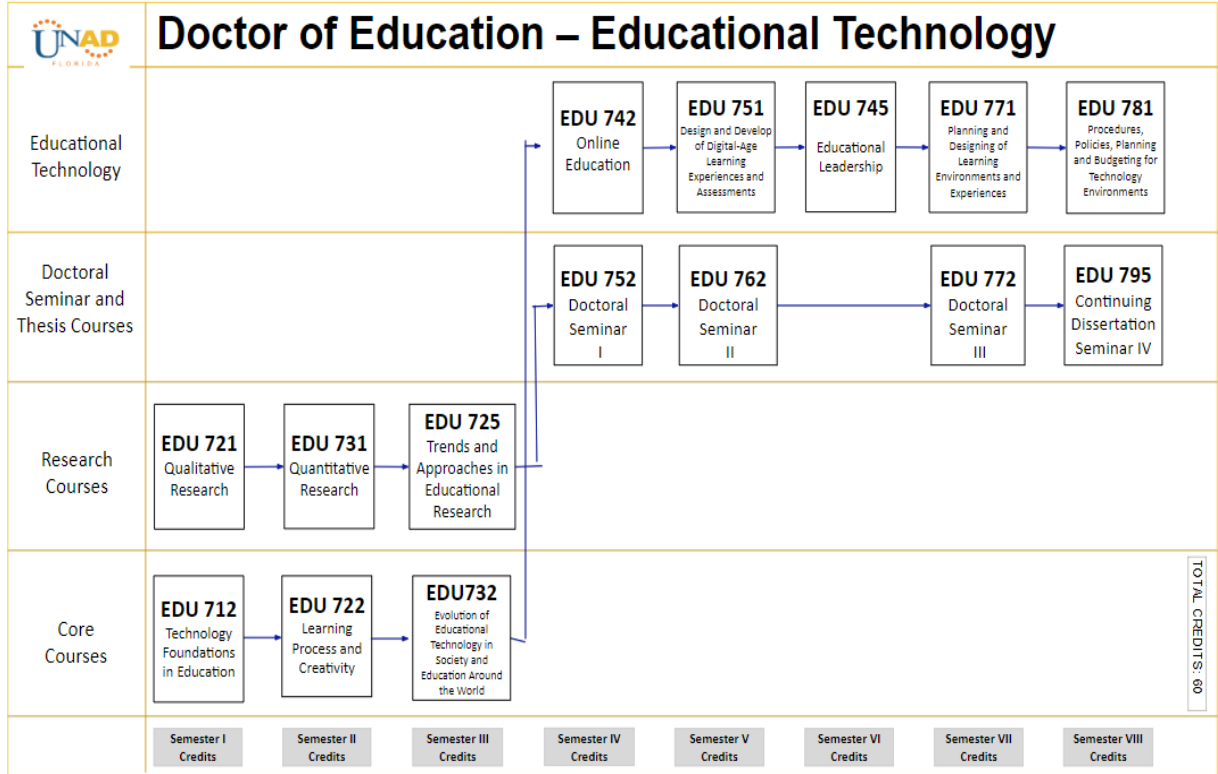 UNAD
FLORIDA
Doctor of Education – Educational Technology
Educational
Technology
EDU 742
Online
Education
EDU 751
Design and Develop
of Digital-Age
Learning
Experiences and
Assessments
EDU 745
Educational
Leadership
EDU 771
Planning and
Designing of
Learning
Environments and
Experiences
EDU 781
Procedures,
Policies, Planning
and Budgeting for
Technology
Environments
Doctoral
Seminar and
Thesis Courses
EDU 752
Doctoral
Seminar
I
EDU 762
Doctoral
Seminar
II
EDU 772
Doctoral
Seminar
III
EDU 795
Continuing
Dissertation
Seminar IV
Research
Courses
EDU 721
Qualitative
Research
EDU 731
Quantitative
Research
EDU 725
Trends and
Approaches in
Educational
Research
Core
Courses
EDU 712
Technology
Foundations
in Education
EDU 722
Learning
Process and
Creativity
EDU732
Evolution of
Educational
Technology in
Society and
Education Around
the World
TOTAL CREDITS: 60
Semester I
Credits
Semester II
Credits
Semester III
Credits
Semester IV
Credits
Semester V
Credits
Semester VI
Credits
Semester VII
Credits
Semester VIII
Credits